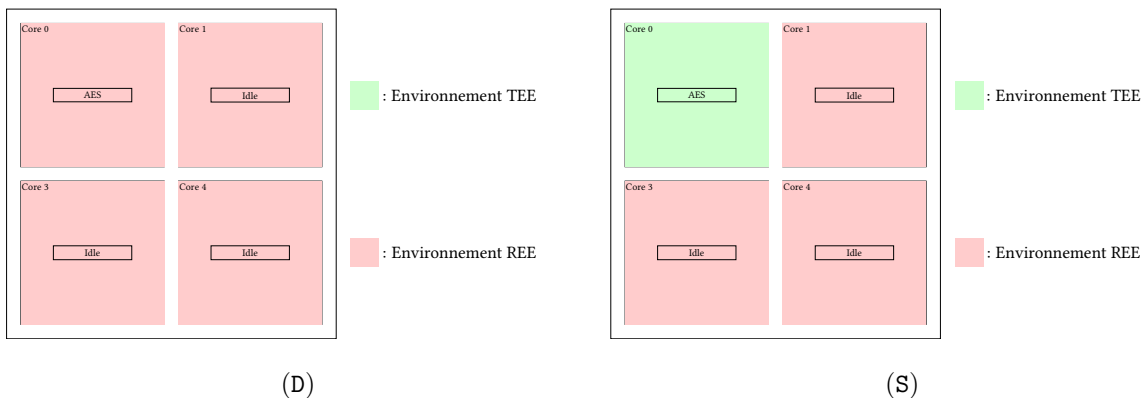 Core 0
Core 1
AES
Idle
: Environnement TEE
Core 3
Core 4
Idle
Idle
: Environnement REE
(D)
Core 0
Core 1
AES
Idle
: Environnement TEE
Core 3
Core 4
Idle
Idle
: Environnement REE
(S)